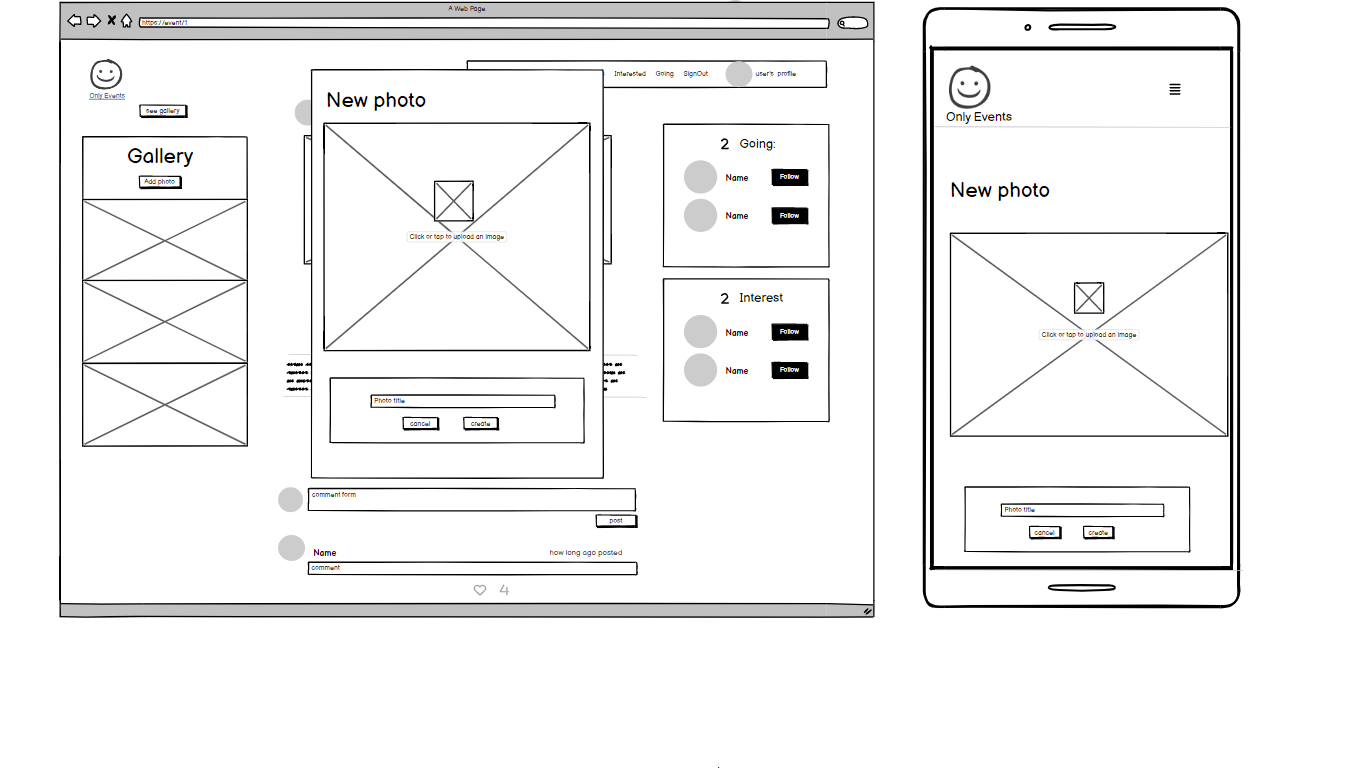 A Web Page
https://event/1
Only Events
see gallery
Interested Going SignOut user's profile
Gallery
Add photo
New photo
Click or tap to upload an image
Photo title
cancel create
2 Going:
Name Follow
Name Follow
2 Interest
Name Follow
Name Follow
comment form
post
Name how long ago posted
comment
4
Only Events
New photo
Click or tap to upload an image
Photo title
cancel create